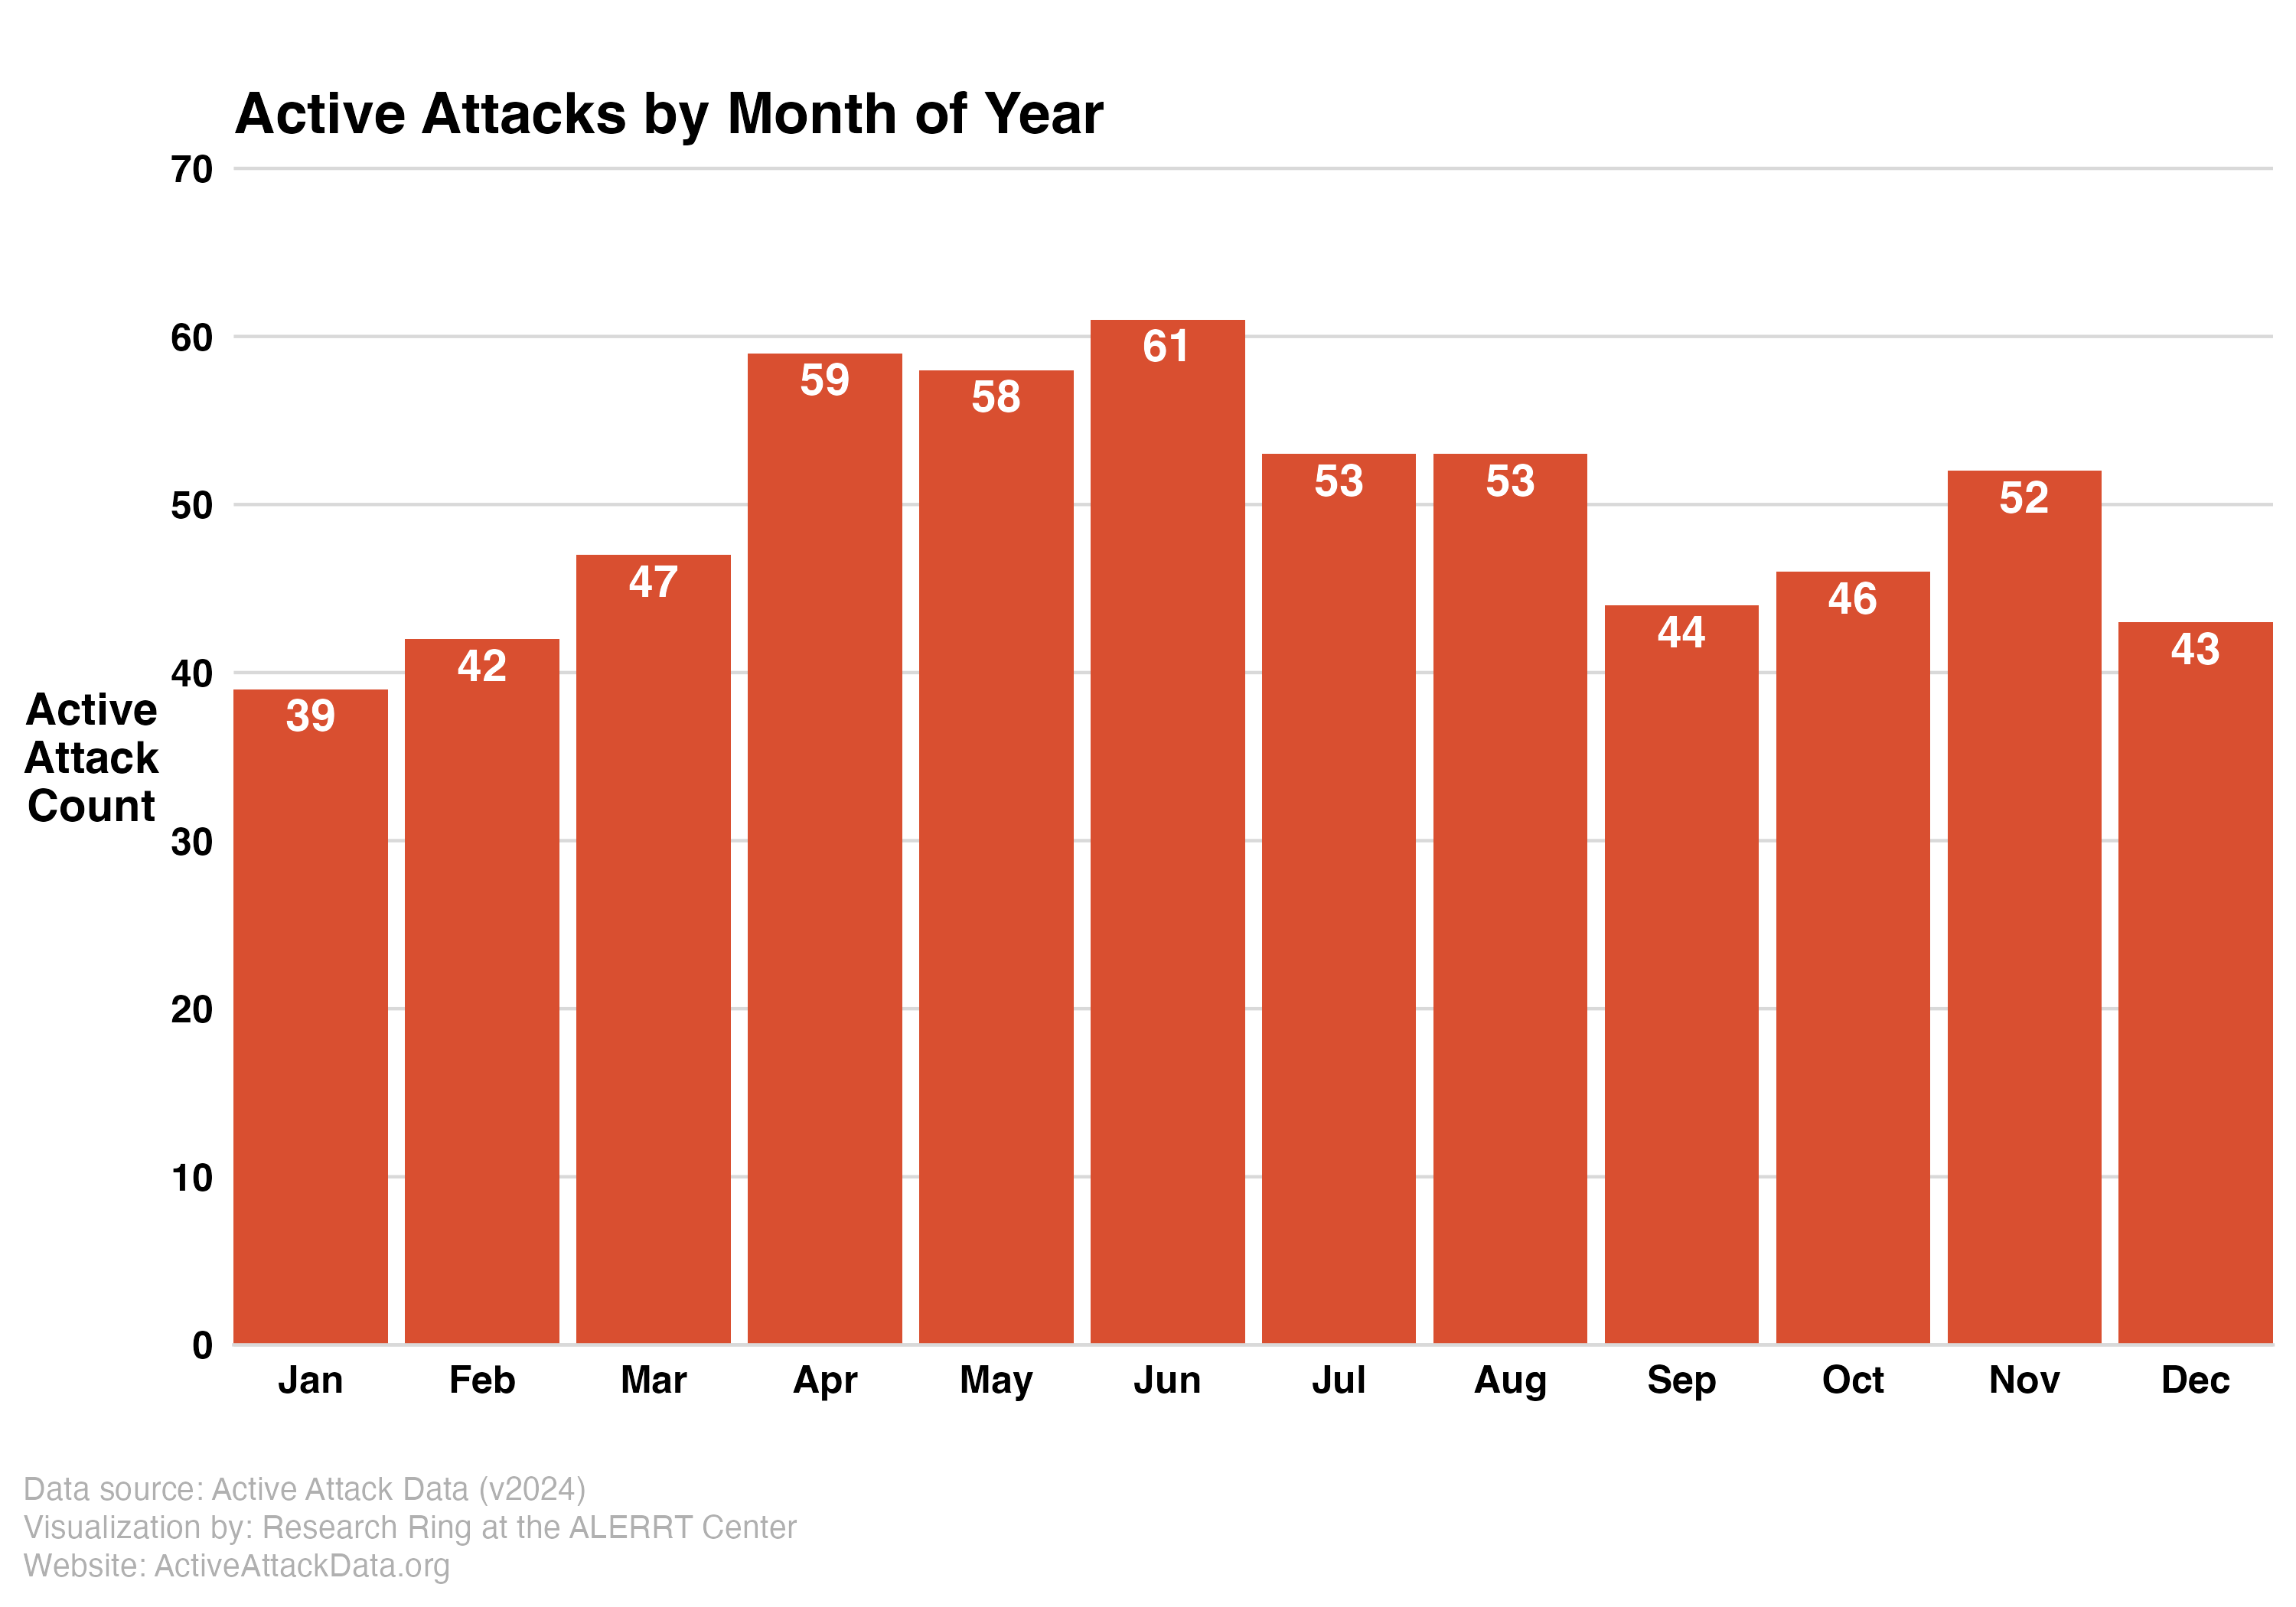 Active Attacks by Month of Year
70
60
50
40
30
20
10
0
Active
Attack
Count
39
42
47
59
58
61
53
53
44
46
52
43
Jan
Feb
Mar
Apr
May
Jun
Jul
Aug
Sep
Oct
Nov
Dec
Data source: Active Attack Data (v2024)
Visualization by: Research Ring at the ALERRT Center
Website: ActiveAttackData.org